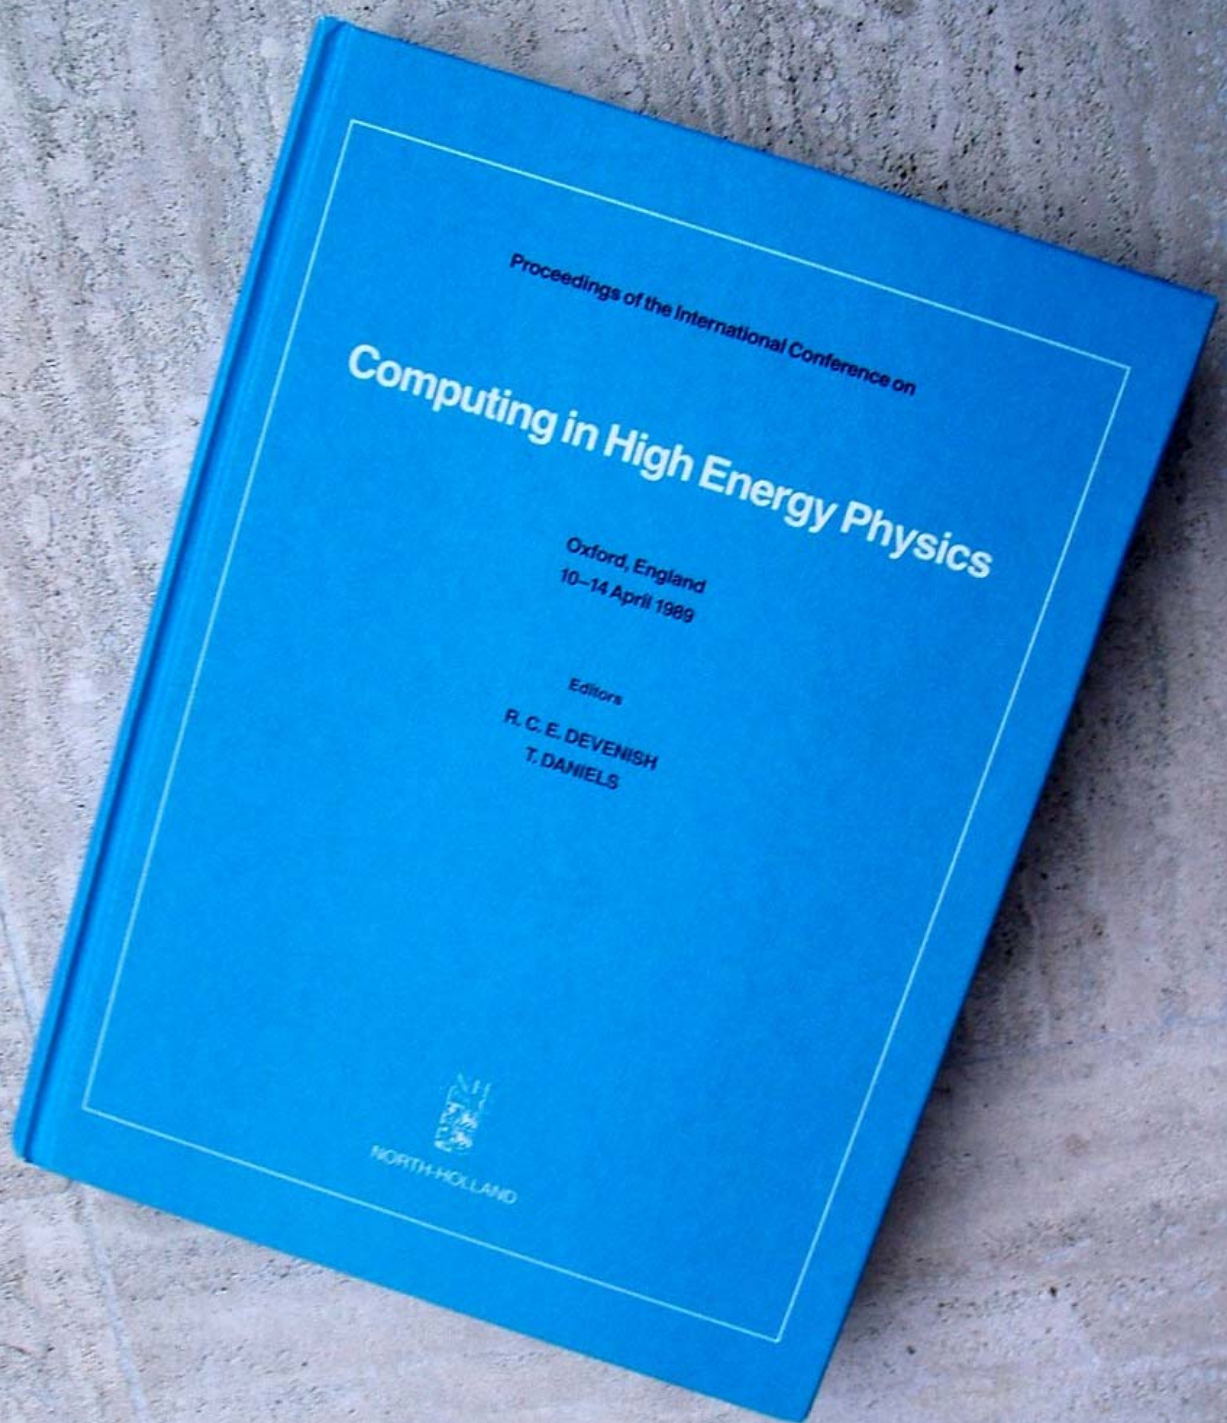 Proceedings of the International Conference on
Computing in High Energy Physics
Oxford, England
10–14 April 1989
Editors
R. C. E. DEVENISH
T. DANIELS
NH
NORTH-HOLLAND